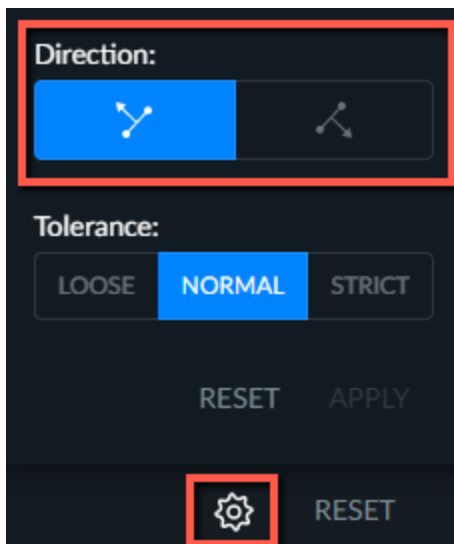 Direction:
Tolerance:
LOOSE NORMAL STRICT
RESET APPLY
RESET